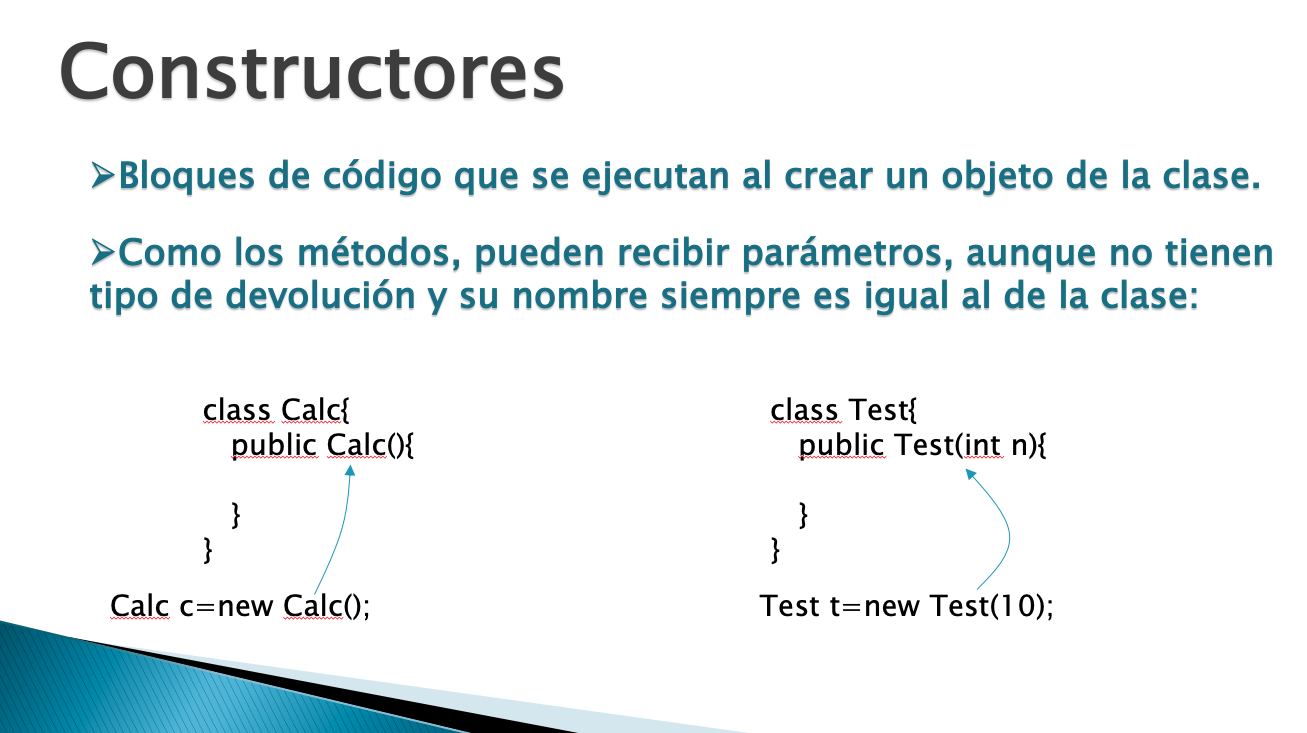 Constructores
➢Bloques de código que se ejecutan al crear un objeto de la clase.
➢Como los métodos, pueden recibir parámetros, aunque no tienen
tipo de devolución y su nombre siempre es igual al de la clase:
class Calc{
public Calc(){
}
}
Calc c=new Calc();
class Test{
public Test(int n){
}
}
Test t=new Test(10);